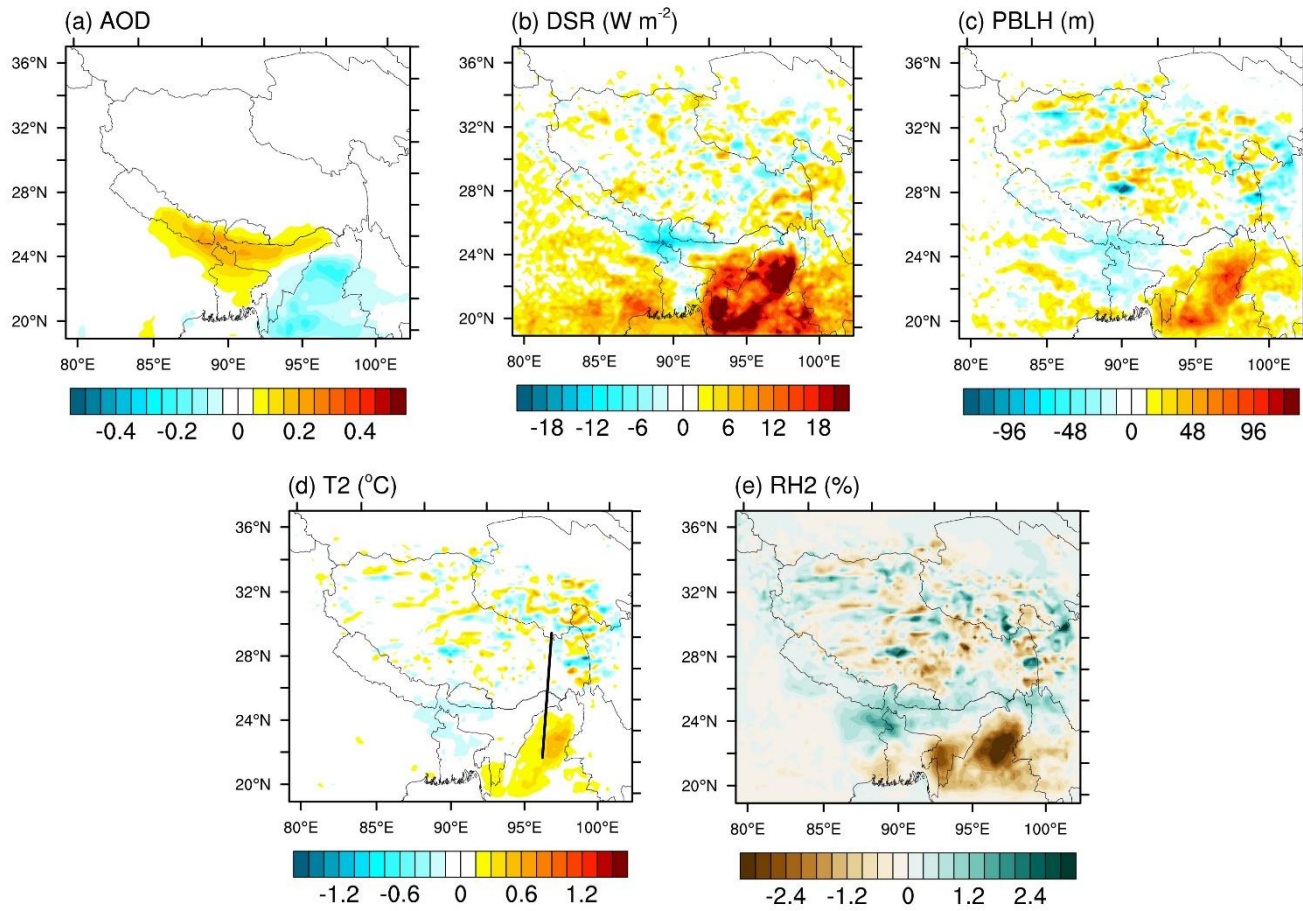 (a) AOD
(b) DSR (W m⁻²)
(c) PBLH (m)
36°N
32°N
28°N
24°N
20°N
80°E 85°E 90°E 95°E 100°E
-0.4 -0.2 0 0.2 0.4
36°N
32°N
28°N
24°N
20°N
80°E 85°E 90°E 95°E 100°E
-18 -12 -6 0 6 12 18
36°N
32°N
28°N
24°N
20°N
80°E 85°E 90°E 95°E 100°E
-96 -48 0 48 96
(d) T2 (°C)
(e) RH2 (%)
36°N
32°N
28°N
24°N
20°N
80°E 85°E 90°E 95°E 100°E
-1.2 -0.6 0 0.6 1.2
36°N
32°N
28°N
24°N
20°N
80°E 85°E 90°E 95°E 100°E
-2.4 -1.2 0 1.2 2.4